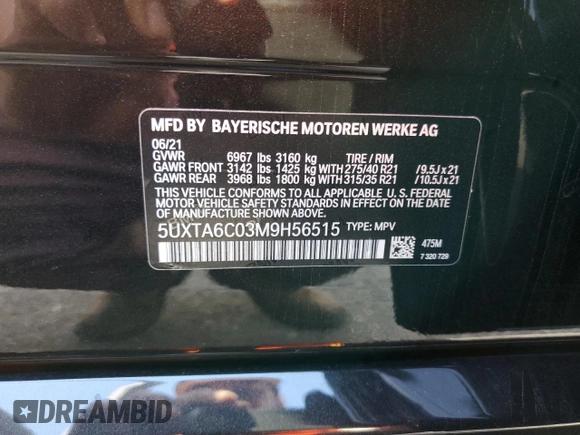 MFD BY BAYERISCHE MOTOREN WERKE AG
06/21
GVWR 6967 lbs 3160 kg TIRE / RIM
GAWR FRONT 3142 lbs 1425 kg WITH 275/40 R21 /9.5J x 21
GAWR REAR 3968 lbs 1800 kg WITH 315/35 R21 /10.5J x 21
THIS VEHICLE CONFORMS TO ALL APPLICABLE U. S. FEDERAL
MOTOR VEHICLE SAFETY STANDARDS IN EFFECT ON THE DATE
OF MANUFACTURE SHOWN ABOVE.
5UXTA6C03M9H56515 TYPE: MPV
475M
7 320 729
DREAMBID